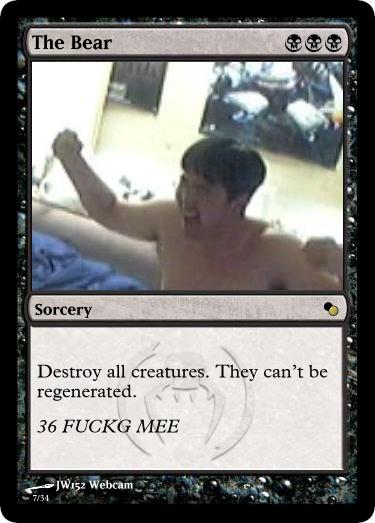 The Bear
Sorcery
Destroy all creatures. They can't be
regenerated.
36 FUCKG MEE
JW152 Webcam
7/34